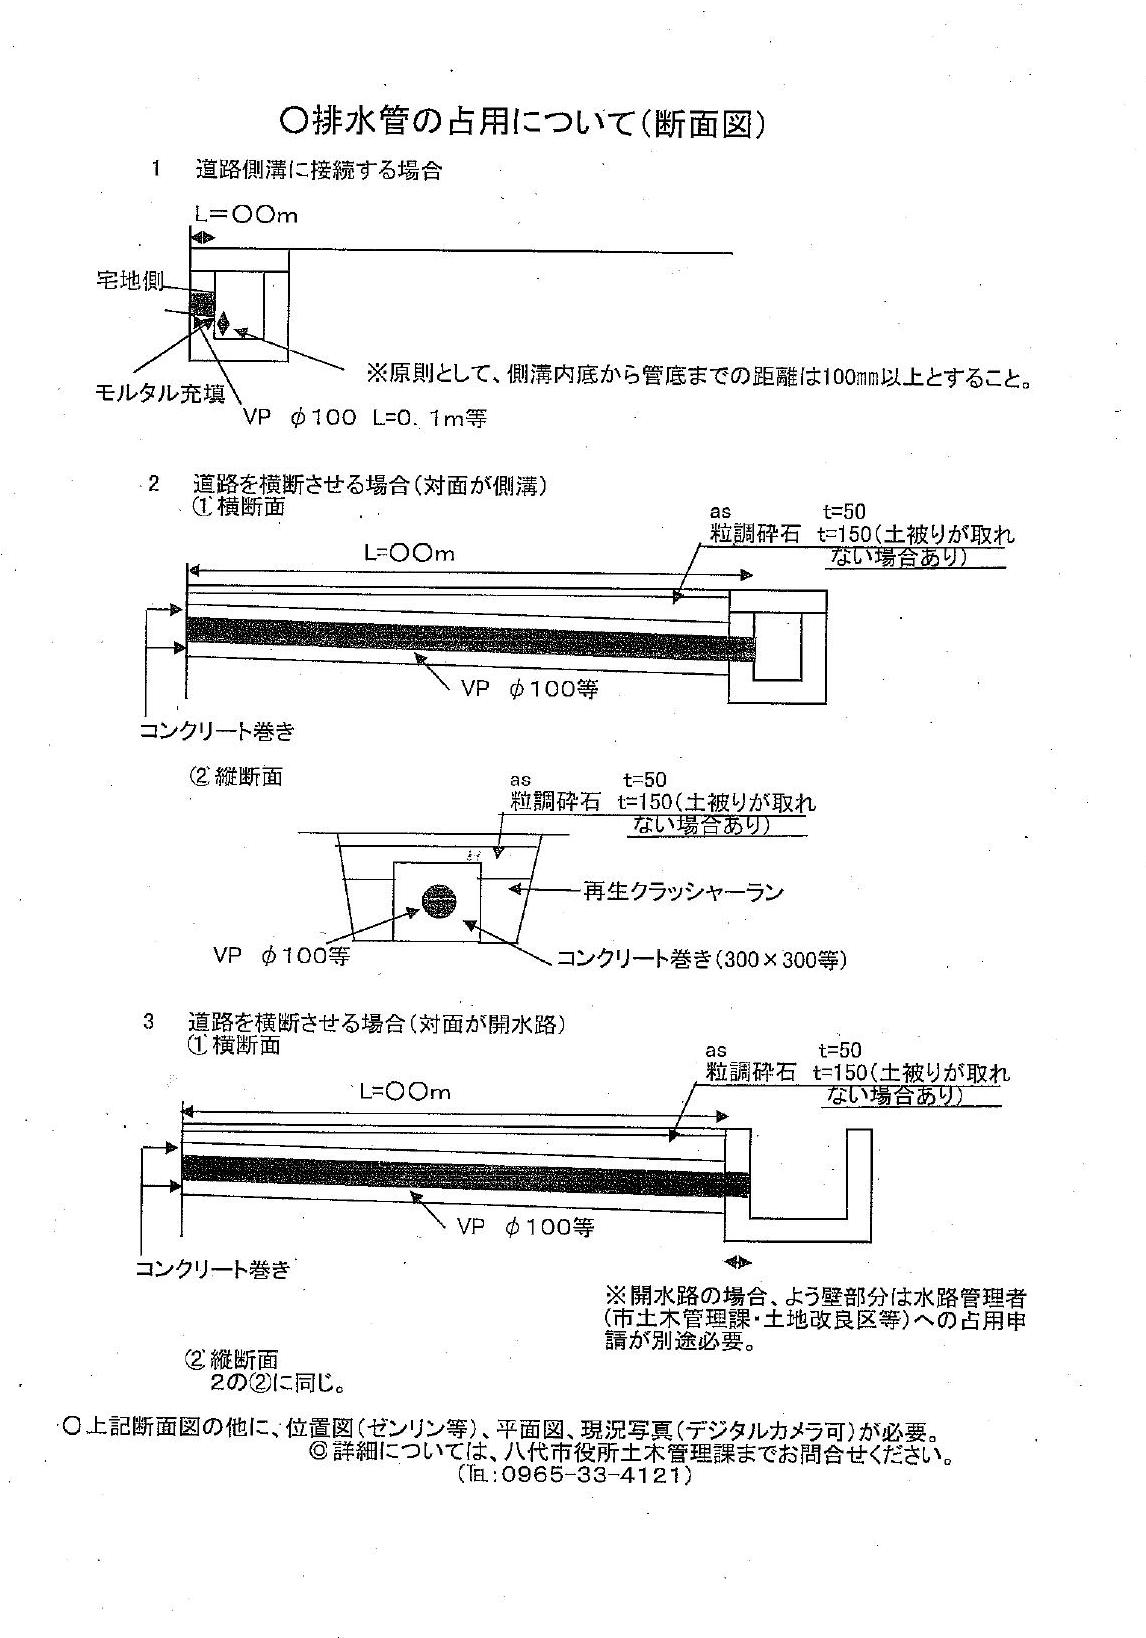 〇排水管の占用について(断面図)
1 道路側溝に接続する場合
L=〇〇m
宅地側
※原則として、側溝内底から管底までの距離は100㎜以上とすること。
モルタル充填
VP φ100 L=0.1m等
2 道路を横断させる場合(対面が側溝)
①横断面
as t=50
粒調砕石 t=150(土被りが取れ
ない場合あり)
L=〇〇m
VP φ100等
コンクリート巻き
②縦断面
as t=50
粒調砕石 t=150(土被りが取れ
ない場合あり)
再生クラッシャーラン
VP φ100等
コンクリート巻き(300×300等)
3 道路を横断させる場合(対面が開水路)
①横断面
as t=50
粒調砕石 t=150(土被りが取れ
ない場合あり)
L=〇〇m
VP φ100等
コンクリート巻き
※開水路の場合、よう壁部分は水路管理者
(市土木管理課・土地改良区等)への占用申
請が別途必要。
②縦断面
2の②に同じ。
〇上記断面図の他に、位置図(ゼンリン等)、平面図、現況写真(デジタルカメラ可)が必要。
◎詳細については、八代市役所土木管理課までお問合せください。
(℡:0965-33-4121)